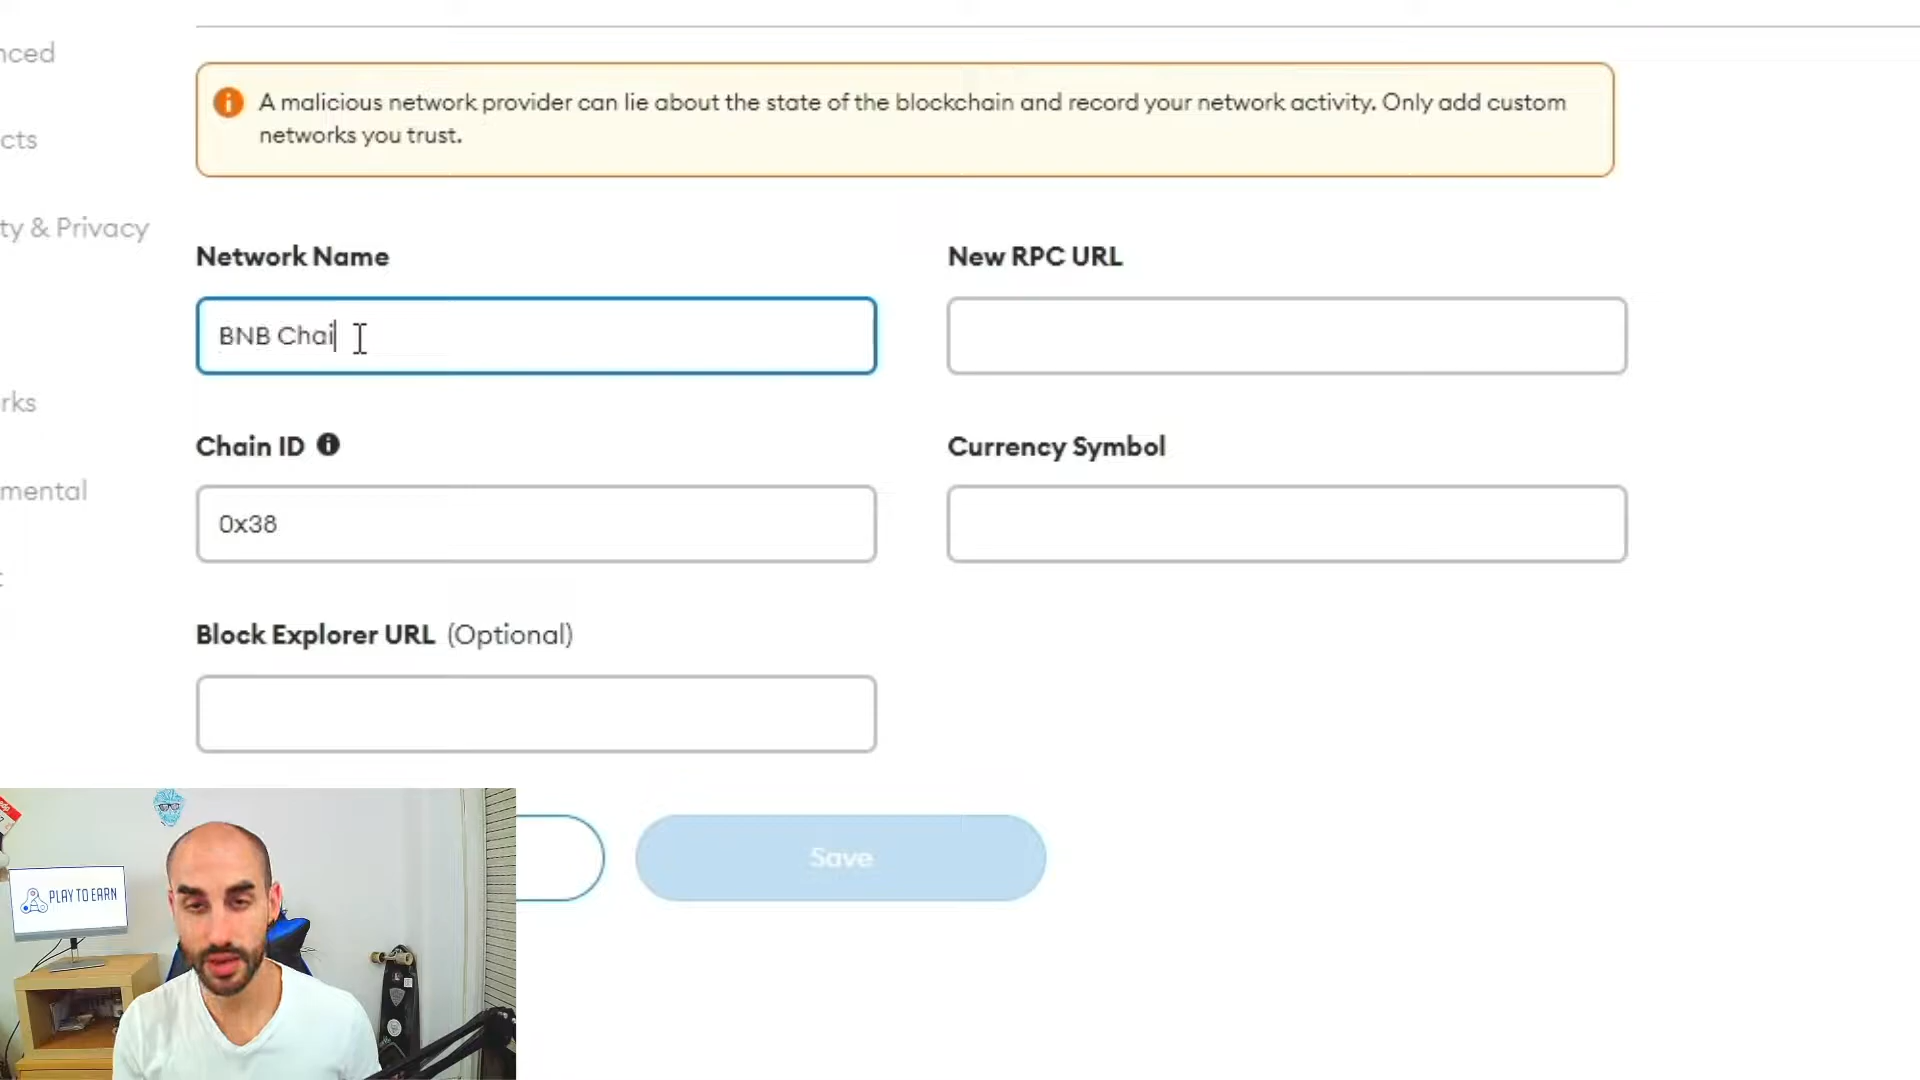 nced
A malicious network provider can lie about the state of the blockchain and record your network activity. Only add custom
networks you trust.
cts
ty & Privacy
Network Name
New RPC URL
BNB Chai
rks
Chain ID
Currency Symbol
mental
0x38
Block Explorer URL (Optional)
Save
PLAY TO EARN